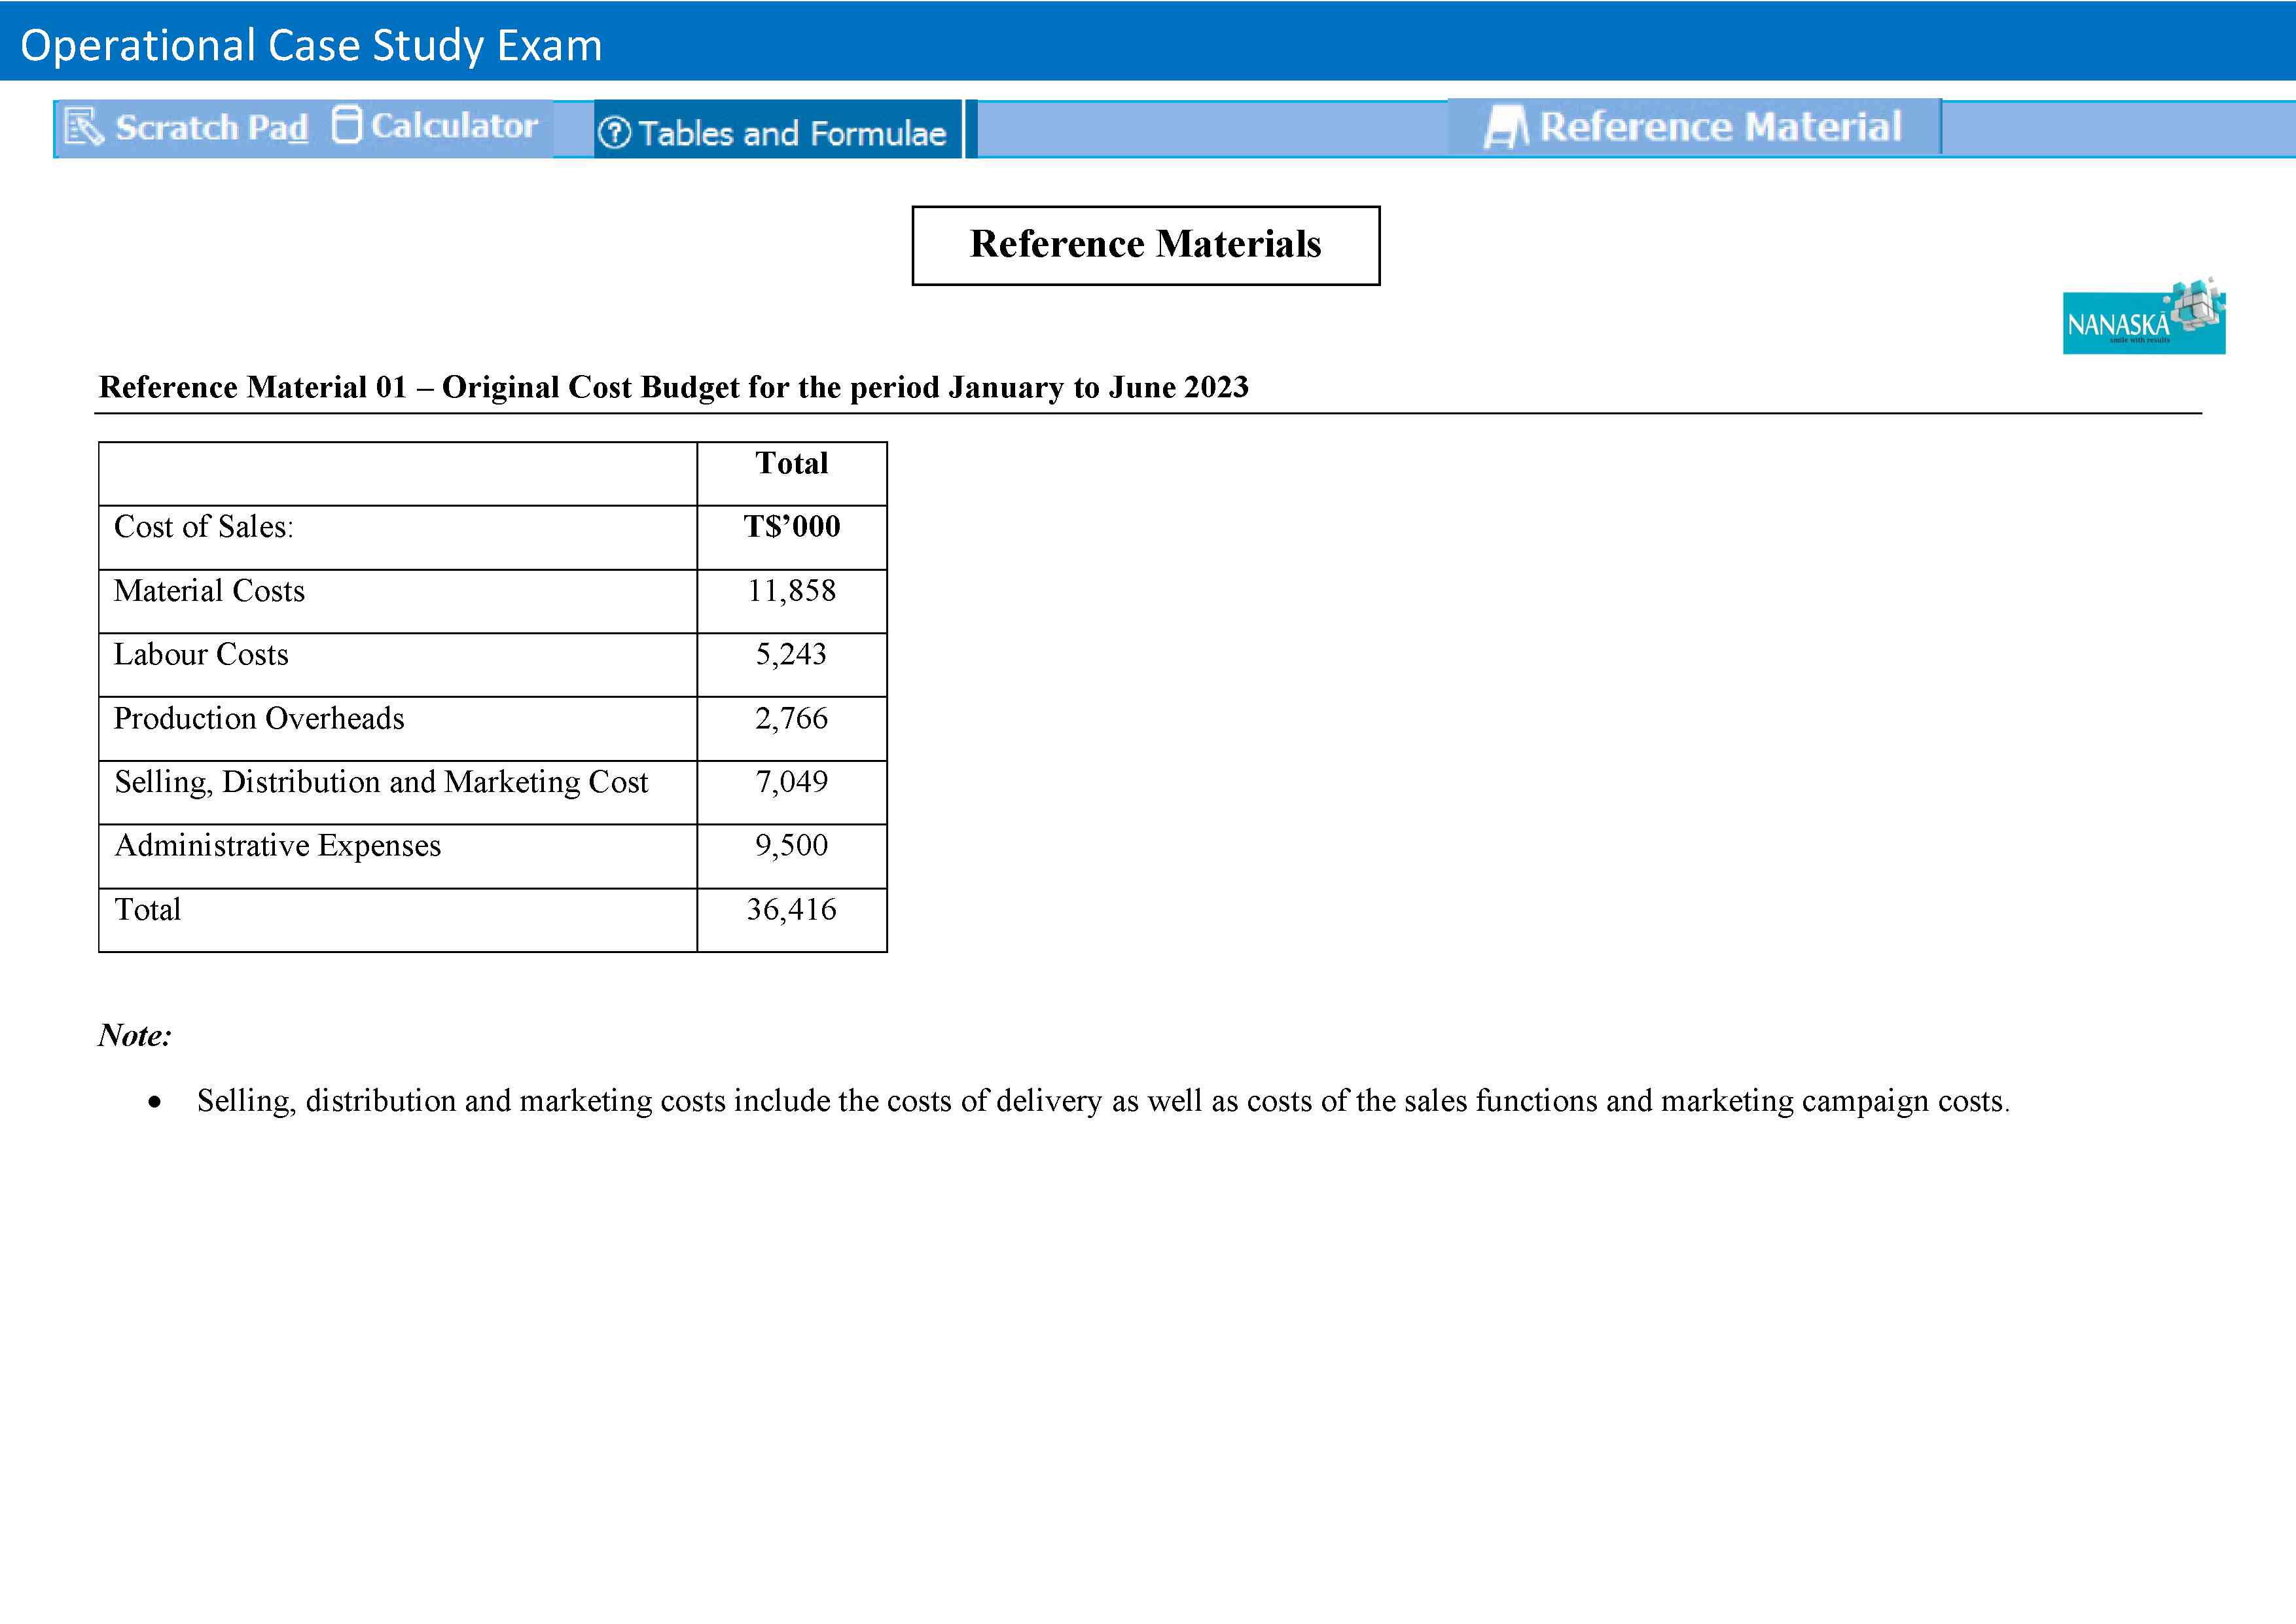 Operational Case Study Exam
Scratch Pad Calculator Tables and Formulae Reference Material
Reference Materials
NANASKĀ
smile with results
Reference Material 01 – Original Cost Budget for the period January to June 2023
Total
Cost of Sales: T$’000
Material Costs 11,858
Labour Costs 5,243
Production Overheads 2,766
Selling, Distribution and Marketing Cost 7,049
Administrative Expenses 9,500
Total 36,416
Note:
• Selling, distribution and marketing costs include the costs of delivery as well as costs of the sales functions and marketing campaign costs.